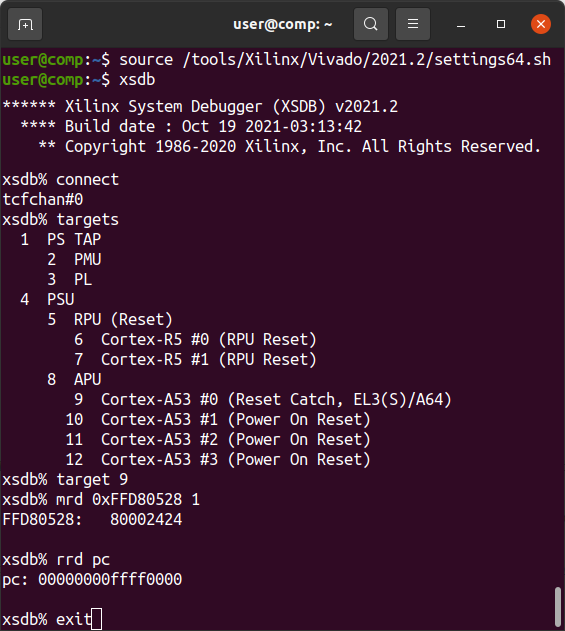 user@comp: ~
user@comp:~$ source /tools/Xilinx/Vivado/2021.2/settings64.sh
user@comp:~$ xsdb
****** Xilinx System Debugger (XSDB) v2021.2
  **** Build date : Oct 19 2021-03:13:42
    ** Copyright 1986-2020 Xilinx, Inc. All Rights Reserved.
xsdb% connect
tcfchan#0
xsdb% targets
  1  PS TAP
     2  PMU
     3  PL
  4  PSU
     5  RPU (Reset)
        6  Cortex-R5 #0 (RPU Reset)
        7  Cortex-R5 #1 (RPU Reset)
     8  APU
        9  Cortex-A53 #0 (Reset Catch, EL3(S)/A64)
       10  Cortex-A53 #1 (Power On Reset)
       11  Cortex-A53 #2 (Power On Reset)
       12  Cortex-A53 #3 (Power On Reset)
xsdb% target 9
xsdb% mrd 0xFFD80528 1
FFD80528:   80002424
xsdb% rrd pc
pc: 00000000ffff0000
xsdb% exit